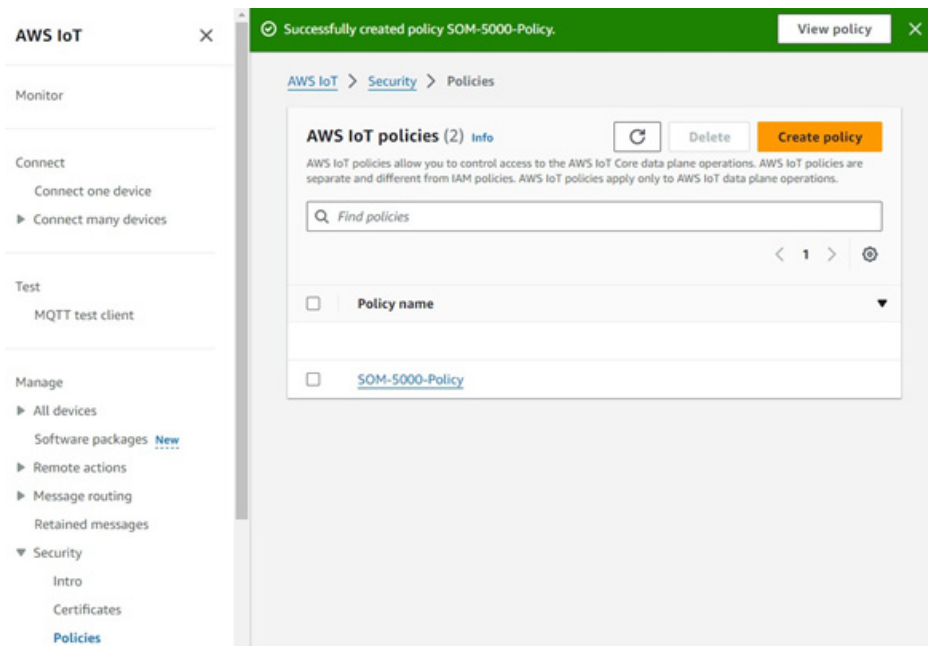 AWS IoT
Monitor
Connect
Connect one device
Connect many devices
Test
MQTT test client
Manage
All devices
Software packages New
Remote actions
Message routing
Retained messages
Security
Intro
Certificates
Policies
Successfully created policy SOM-5000-Policy.
View policy
AWS IoT > Security > Policies
AWS IoT policies (2) Info
Delete
Create policy
AWS IoT policies allow you to control access to the AWS IoT Core data plane operations. AWS IoT policies are
separate and different from IAM policies. AWS IoT policies apply only to AWS IoT data plane operations.
Find policies
< 1 >
Policy name
SOM-5000-Policy